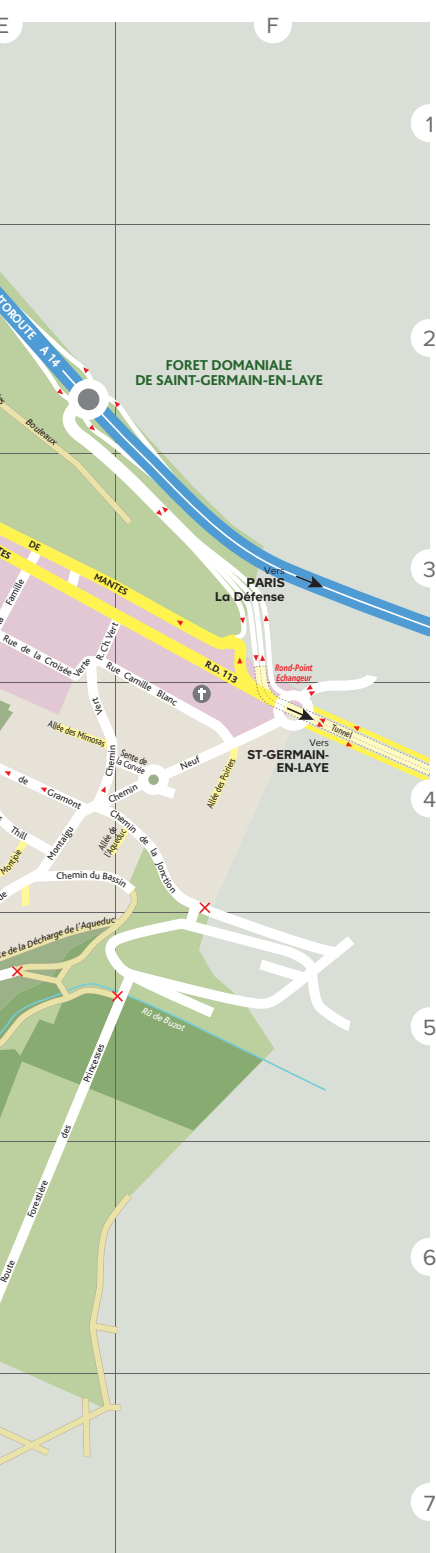 E
F
1
2
3
4
5
6
7
TOROUTE A 14
FORET DOMANIALE
DE SAINT-GERMAIN-EN-LAYE
Bouleaux
DE
MANTES
TES
R.D. 113
Vers
PARIS
La Défense
Famille
Rue de la Croisée Verte
R. Ch. Vert
Rue Camille Blanc
Rond-Point
Echangeur
Tunnel
Vers
ST-GERMAIN-
EN-LAYE
Allée des Mimosas
Chemin Vert
Sente de
la Corvée
Chemin Neuf
Allée des Poiriers
de Gramont
Thill
Montaigu
Montjoie
Allée de
l'Aqueduc
Chemin de la Jonction
Chemin du Bassin
de
de la Décharge de l'Aqueduc
Rû de Buzot
Route Forestière des Princesses